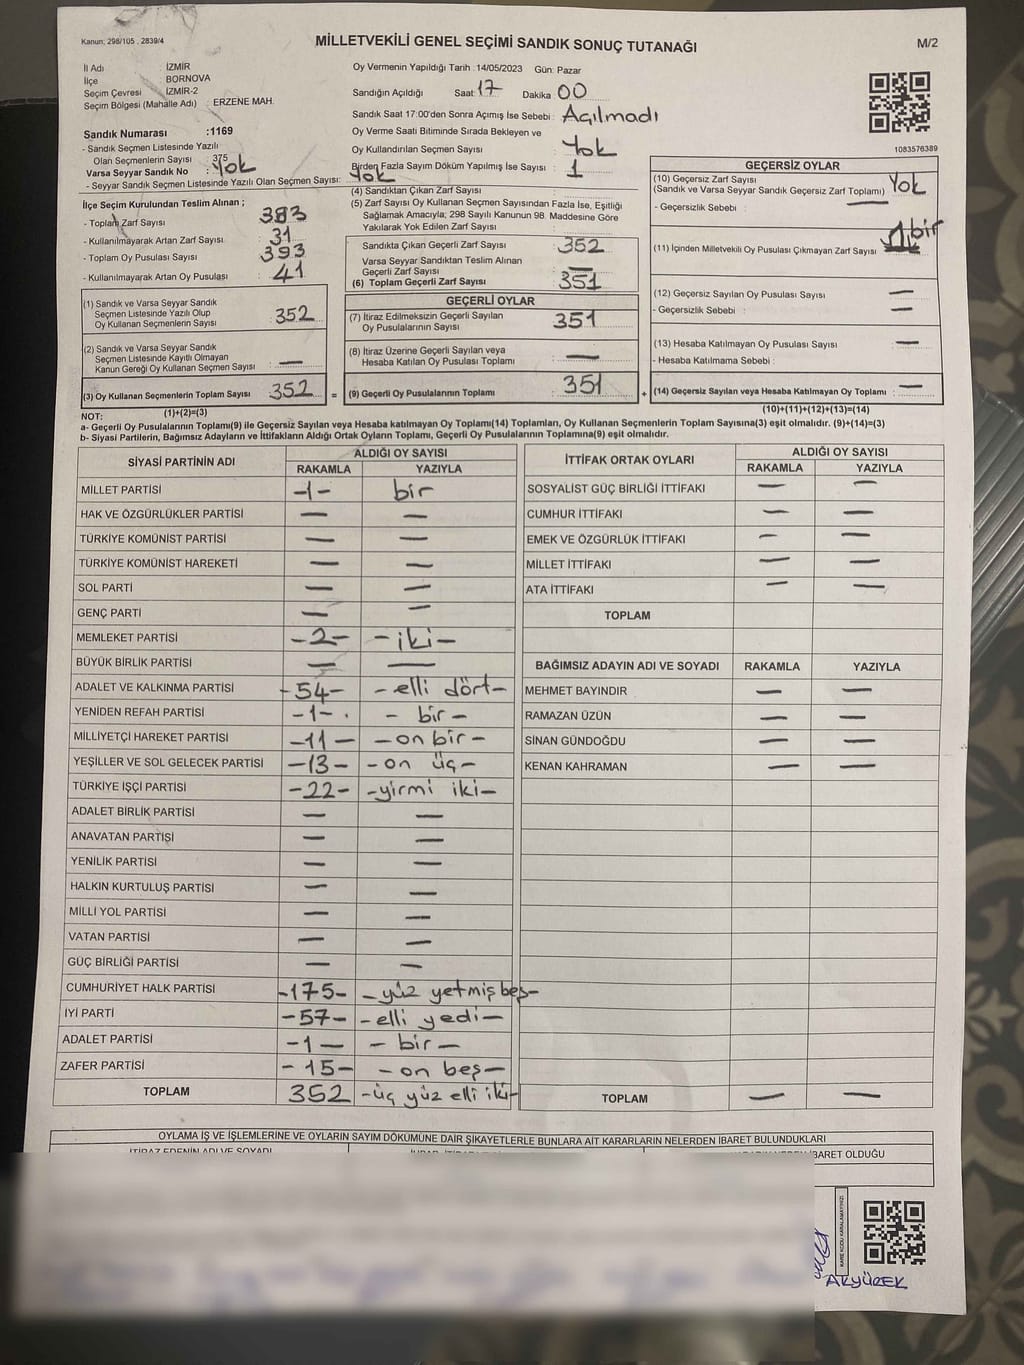 Kanun; 298/105 , 2839/4
MİLLETVEKİLİ GENEL SEÇİMİ SANDIK SONUÇ TUTANAĞI
M/2
İl Adı : İZMİR
İlçe : BORNOVA
Seçim Çevresi : İZMİR-2
Seçim Bölgesi (Mahalle Adı) : ERZENE MAH.
Sandık Numarası :1169
- Sandık Seçmen Listesinde Yazılı
Olan Seçmenlerin Sayısı : 375
Varsa Seyyar Sandık No : Yok
- Seyyar Sandık Seçmen Listesinde Yazılı Olan Seçmen Sayısı: Yok
İlçe Seçim Kurulundan Teslim Alınan ;
- Toplam Zarf Sayısı : 383
- Kullanılmayarak Artan Zarf Sayısı : 31
- Toplam Oy Pusulası Sayısı : 393
- Kullanılmayarak Artan Oy Pusulası : 41
(1) Sandık ve Varsa Seyyar Sandık
Seçmen Listesinde Yazılı Olup
Oy Kullanan Seçmenlerin Sayısı : 352
(2) Sandık ve Varsa Seyyar Sandık
Seçmen Listesinde Kayıtlı Olmayan
Kanun Gereği Oy Kullanan Seçmen Sayısı : —
(3) Oy Kullanan Seçmenlerin Toplam Sayısı : 352
(1)+(2)=(3)
Oy Vermenin Yapıldığı Tarih : 14/05/2023 Gün: Pazar
Sandığın Açıldığı Saat: 17 Dakika : 00
Sandık Saat 17:00'den Sonra Açılmış İse Sebebi : Açılmadı
Oy Verme Saati Bitiminde Sırada Bekleyen ve
Oy Kullandırılan Seçmen Sayısı : Yok
Birden Fazla Sayım Döküm Yapılmış İse Sayısı : 1
(4) Sandıktan Çıkan Zarf Sayısı :
(5) Zarf Sayısı Oy Kullanan Seçmen Sayısından Fazla İse, Eşitliği
Sağlamak Amacıyla; 298 Sayılı Kanunun 98. Maddesine Göre
Yakılarak Yok Edilen Zarf Sayısı :
Sandıkta Çıkan Geçerli Zarf Sayısı : 352
Varsa Seyyar Sandıktan Teslim Alınan
Geçerli Zarf Sayısı : —
(6) Toplam Geçerli Zarf Sayısı : 351
GEÇERLİ OYLAR
(7) İtiraz Edilmeksizin Geçerli Sayılan
Oy Pusulalarının Sayısı : 351
(8) İtiraz Üzerine Geçerli Sayılan veya
Hesaba Katılan Oy Pusulası Toplamı : —
= (9) Geçerli Oy Pusulalarının Toplamı : 351 +
1083576389
GEÇERSİZ OYLAR
(10) Geçersiz Zarf Sayısı
(Sandık ve Varsa Seyyar Sandık Geçersiz Zarf Toplamı) : Yok
- Geçersizlik Sebebi : —
(11) İçinden Milletvekili Oy Pusulası Çıkmayan Zarf Sayısı : 1 bir
(12) Geçersiz Sayılan Oy Pusulası Sayısı : —
- Geçersizlik Sebebi : —
(13) Hesaba Katılmayan Oy Pusulası Sayısı : —
- Hesaba Katılmama Sebebi :
(14) Geçersiz Sayılan veya Hesaba Katılmayan Oy Toplamı : —
(10)+(11)+(12)+(13)=(14)
NOT:
a- Geçerli Oy Pusulaların Toplamı(9) ile Geçersiz Sayılan veya Hesaba katılmayan Oy Toplamı(14) Toplamları, Oy Kullanan Seçmenlerin Toplam Sayısına(3) eşit olmalıdır. (9)+(14)=(3)
b- Siyasi Partilerin, Bağımsız Adayların ve İttifakların Aldığı Ortak Oyların Toplamı, Geçerli Oy Pusulalarının Toplamına(9) eşit olmalıdır.
SİYASİ PARTİNİN ADI ALDIĞI OY SAYISI
RAKAMLA YAZIYLA
MİLLET PARTİSİ -1- bir
HAK VE ÖZGÜRLÜKLER PARTİSİ — —
TÜRKİYE KOMÜNİST PARTİSİ — —
TÜRKİYE KOMÜNİST HAREKETİ — —
SOL PARTİ — —
GENÇ PARTİ — —
MEMLEKET PARTİSİ -2- -iki-
BÜYÜK BİRLİK PARTİSİ — —
ADALET VE KALKINMA PARTİSİ -54- -elli dört-
YENİDEN REFAH PARTİSİ -1- -bir-
MİLLİYETÇİ HAREKET PARTİSİ -11- -on bir-
YEŞİLLER VE SOL GELECEK PARTİSİ -13- -on üç-
TÜRKİYE İŞÇİ PARTİSİ -22- -yirmi iki-
ADALET BİRLİK PARTİSİ — —
ANAVATAN PARTİSİ — —
YENİLİK PARTİSİ — —
HALKIN KURTULUŞ PARTİSİ — —
MİLLİ YOL PARTİSİ — —
VATAN PARTİSİ — —
GÜÇ BİRLİĞİ PARTİSİ — —
CUMHURİYET HALK PARTİSİ -175- -yüz yetmiş beş-
İYİ PARTİ -57- -elli yedi-
ADALET PARTİSİ -1- -bir-
ZAFER PARTİSİ -15- -on beş-
TOPLAM 352 -üç yüz elli iki-
İTTİFAK ORTAK OYLARI ALDIĞI OY SAYISI
RAKAMLA YAZIYLA
SOSYALİST GÜÇ BİRLİĞİ İTTİFAKI — —
CUMHUR İTTİFAKI — —
EMEK VE ÖZGÜRLÜK İTTİFAKI — —
MİLLET İTTİFAKI — —
ATA İTTİFAKI — —
TOPLAM
BAĞIMSIZ ADAYIN ADI VE SOYADI RAKAMLA YAZIYLA
MEHMET BAYINDIR — —
RAMAZAN ÜZÜN — —
SİNAN GÜNDOĞDU — —
KENAN KAHRAMAN — —
TOPLAM — —
OYLAMA İŞ VE İŞLEMLERİNE VE OYLARIN SAYIM DÖKÜMÜNE DAİR ŞİKAYETLERLE BUNLARA AİT KARARLARIN NELERDEN İBARET BULUNDUKLARI
İTİRAZ EDENİN ADI VE SOYADI
İBARET OLDUĞU
KARE KODU KARALAMAYINIZ!
AKYÜREK